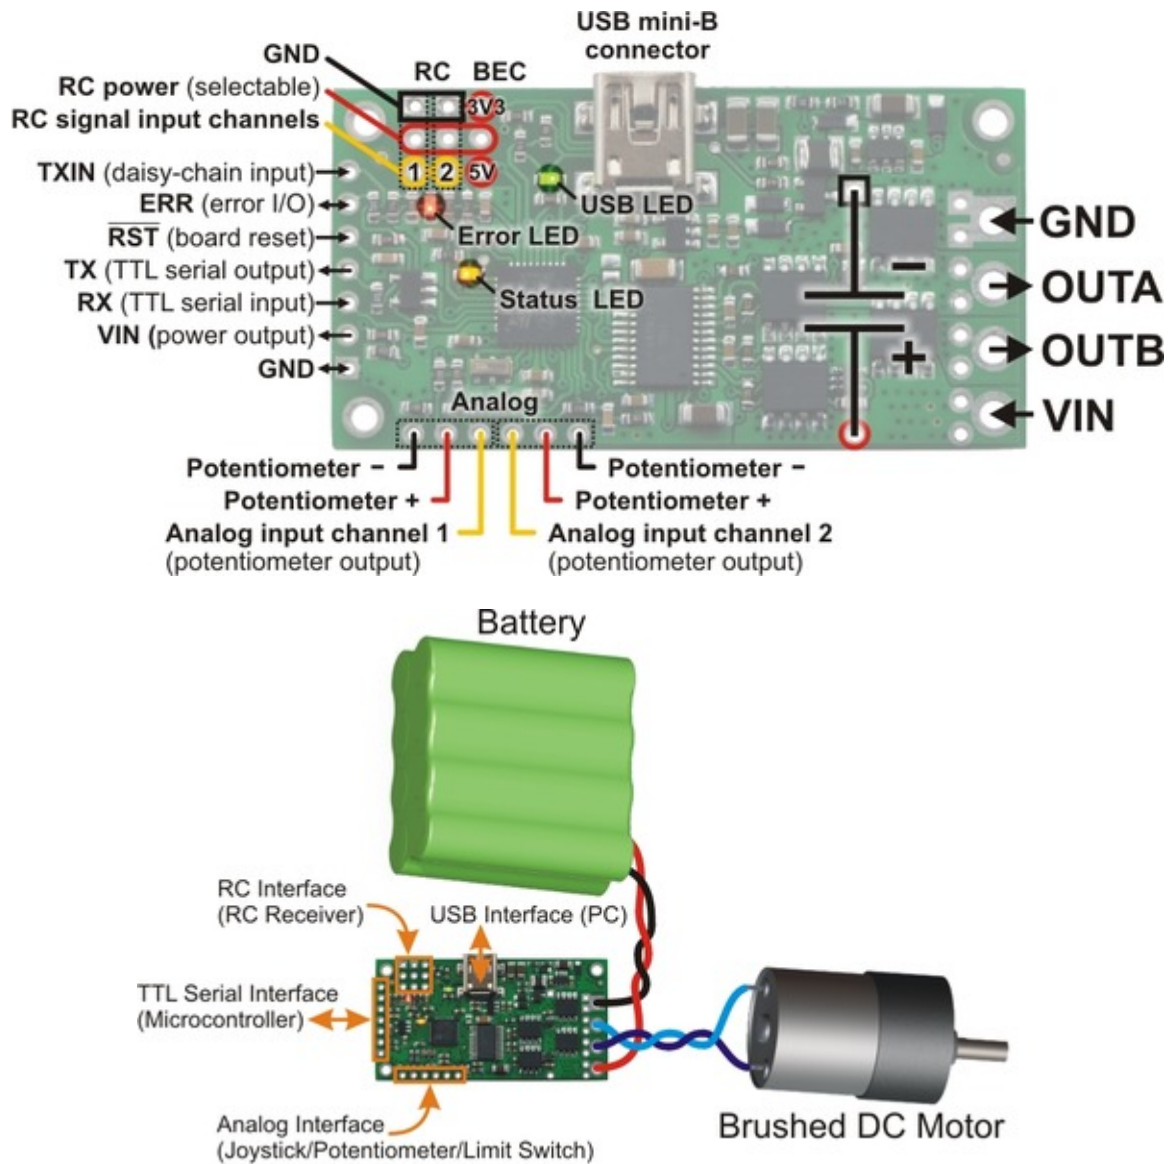 USB mini-B
connector
GND
RC BEC
RC power (selectable)
3V3
RC signal input channels
1 2 5V
TXIN (daisy-chain input)
USB LED
ERR (error I/O)
Error LED
GND
RST (board reset)
TX (TTL serial output)
−
OUTA
Status LED
RX (TTL serial input)
VIN (power output)
+
OUTB
GND
Analog
VIN
Potentiometer −
Potentiometer −
Potentiometer +
Potentiometer +
Analog input channel 1
(potentiometer output)
Analog input channel 2
(potentiometer output)
Battery
RC Interface
(RC Receiver)
USB Interface (PC)
TTL Serial Interface
(Microcontroller)
Analog Interface
(Joystick/Potentiometer/Limit Switch)
Brushed DC Motor